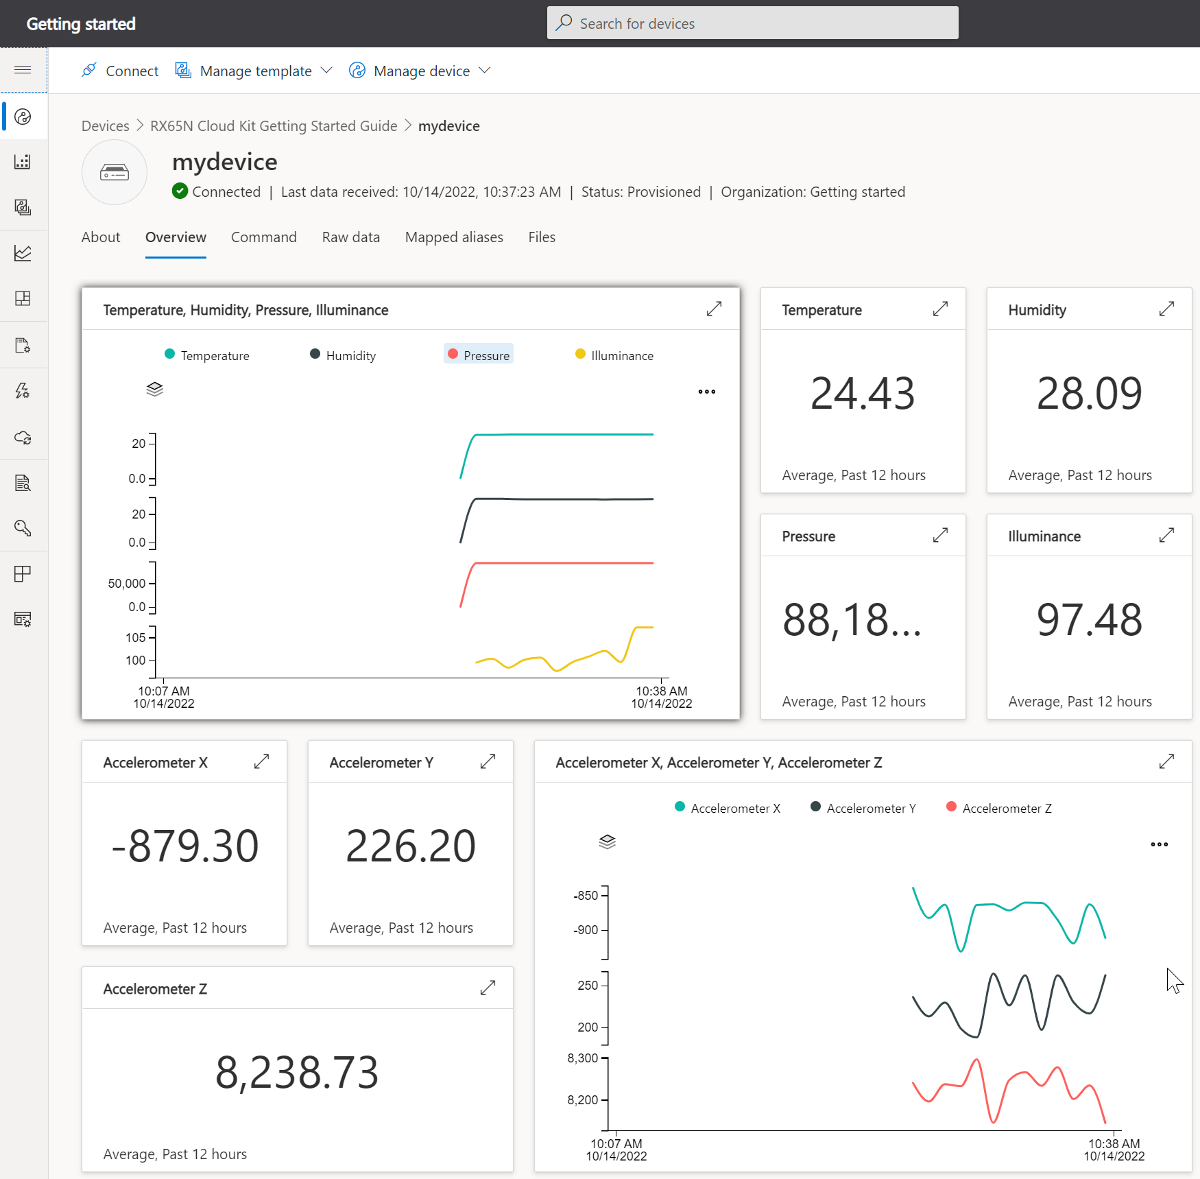 Getting started
Search for devices
Connect
Manage template
Manage device
Devices > RX65N Cloud Kit Getting Started Guide > mydevice
mydevice
Connected | Last data received: 10/14/2022, 10:37:23 AM | Status: Provisioned | Organization: Getting started
About Overview Command Raw data Mapped aliases Files
Temperature, Humidity, Pressure, Illuminance
Temperature Humidity Pressure Illuminance
20
0.0
20
0.0
50,000
0.0
105
100
10:07 AM
10/14/2022
10:38 AM
10/14/2022
Temperature
24.43
Average, Past 12 hours
Humidity
28.09
Average, Past 12 hours
Pressure
88,18...
Average, Past 12 hours
Illuminance
97.48
Average, Past 12 hours
Accelerometer X
-879.30
Average, Past 12 hours
Accelerometer Y
226.20
Average, Past 12 hours
Accelerometer X, Accelerometer Y, Accelerometer Z
Accelerometer X Accelerometer Y Accelerometer Z
-850
-900
250
200
8,300
8,200
10:07 AM
10/14/2022
10:38 AM
10/14/2022
Accelerometer Z
8,238.73
Average, Past 12 hours